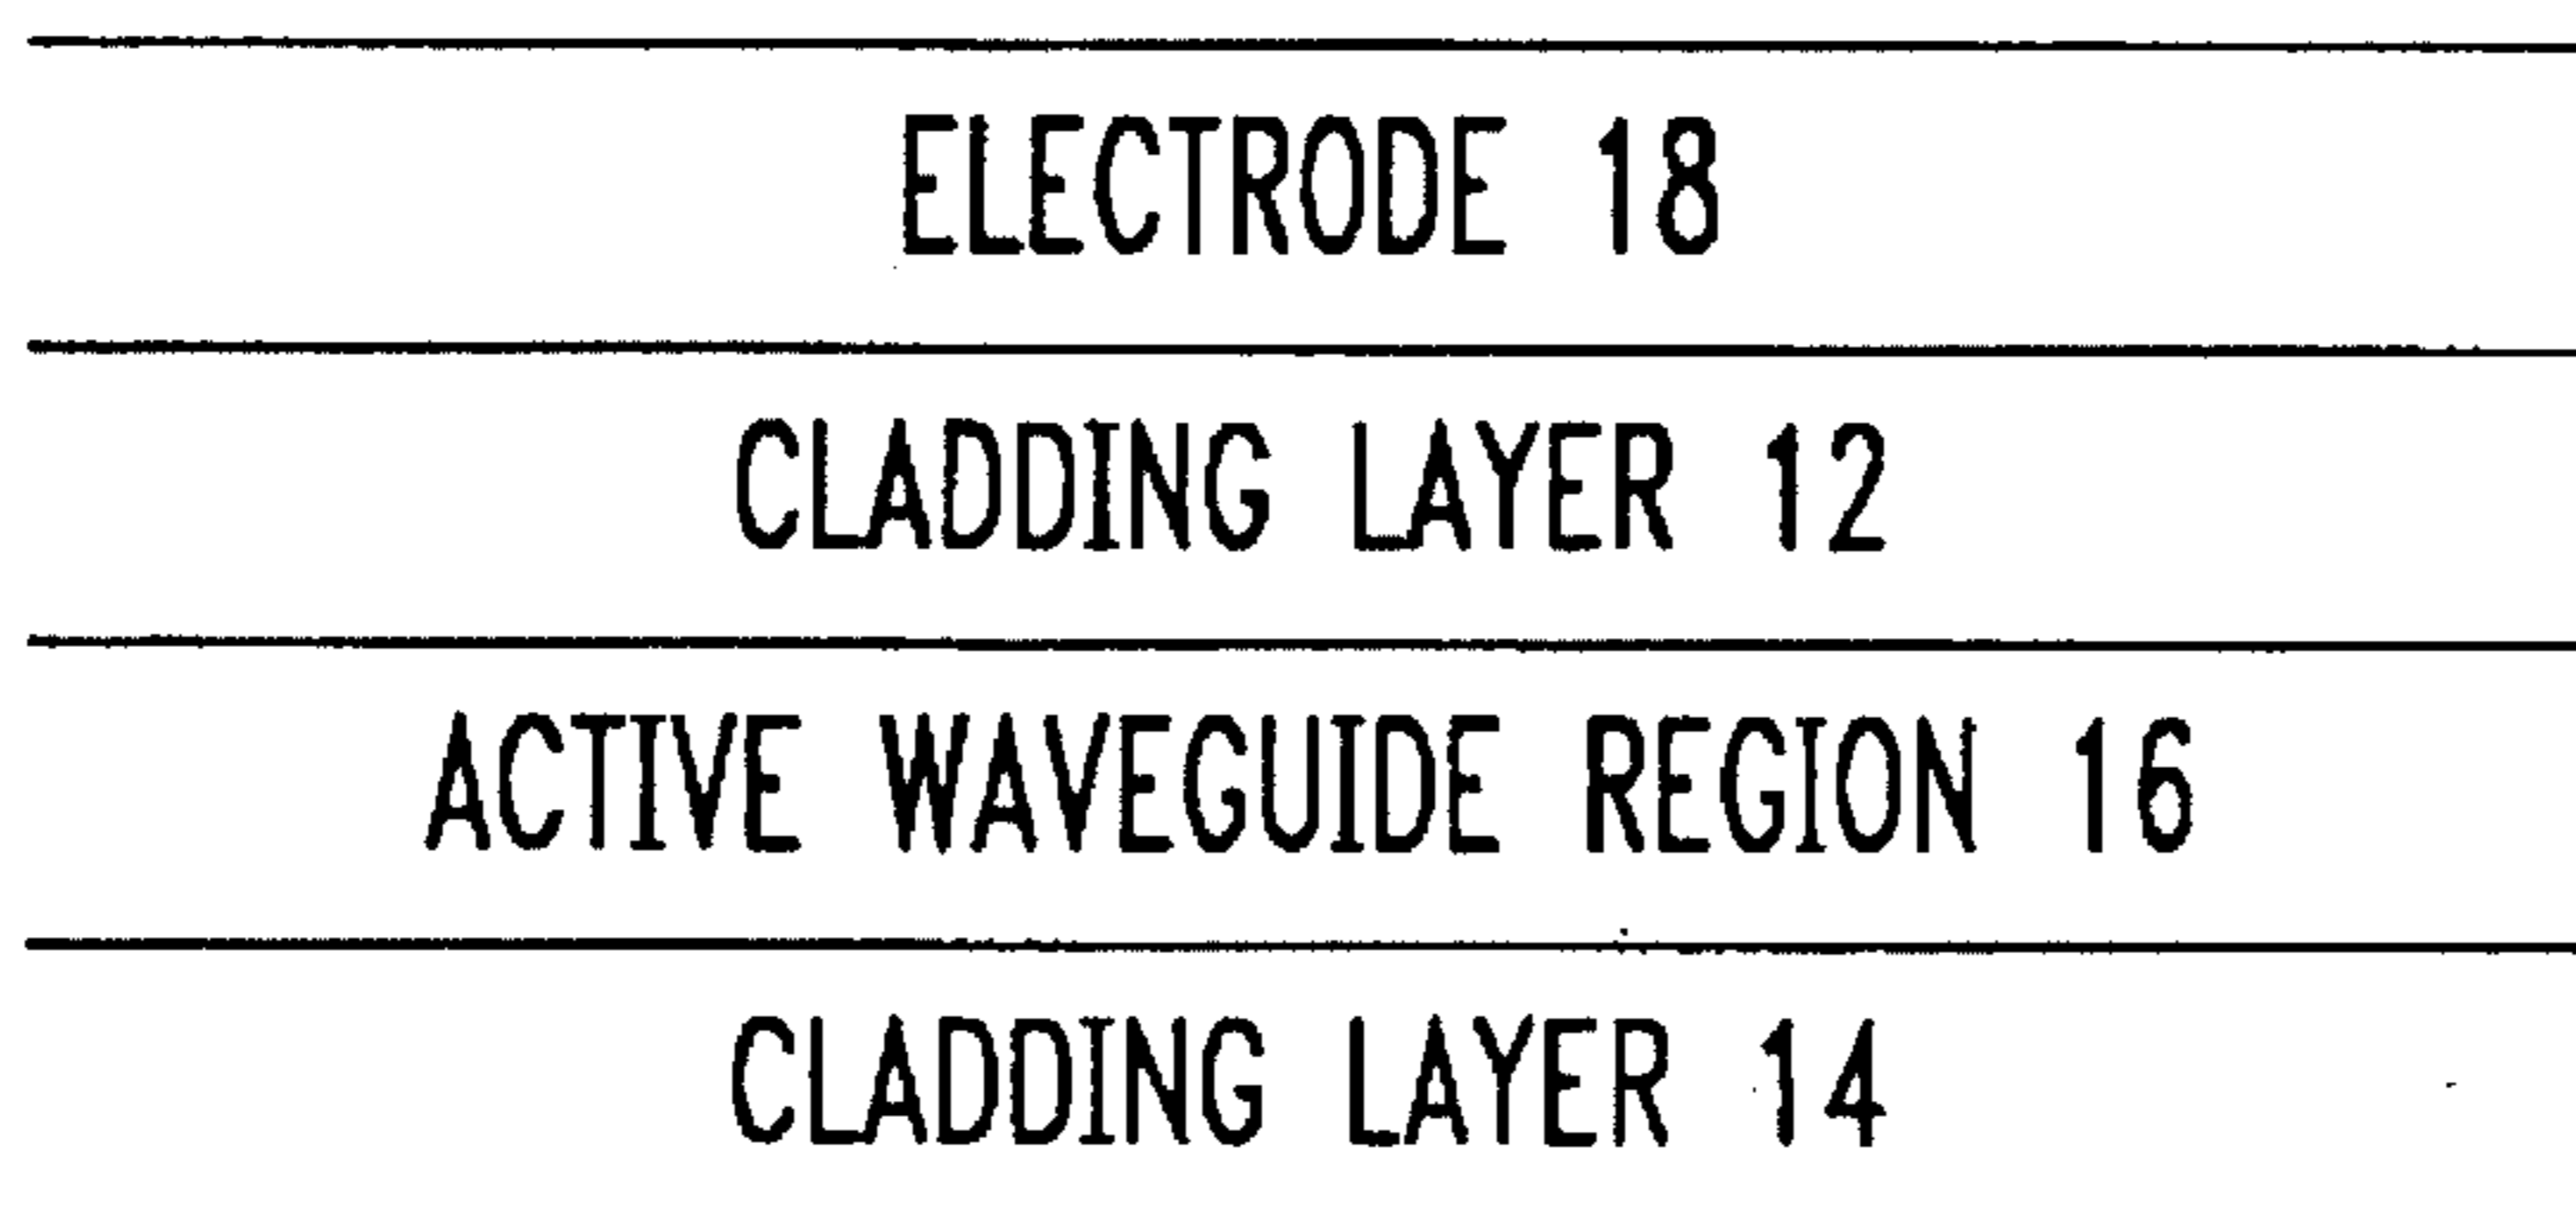 ELECTRODE 18
CLADDING LAYER 12
ACTIVE WAVEGUIDE REGION 16
CLADDING LAYER 14